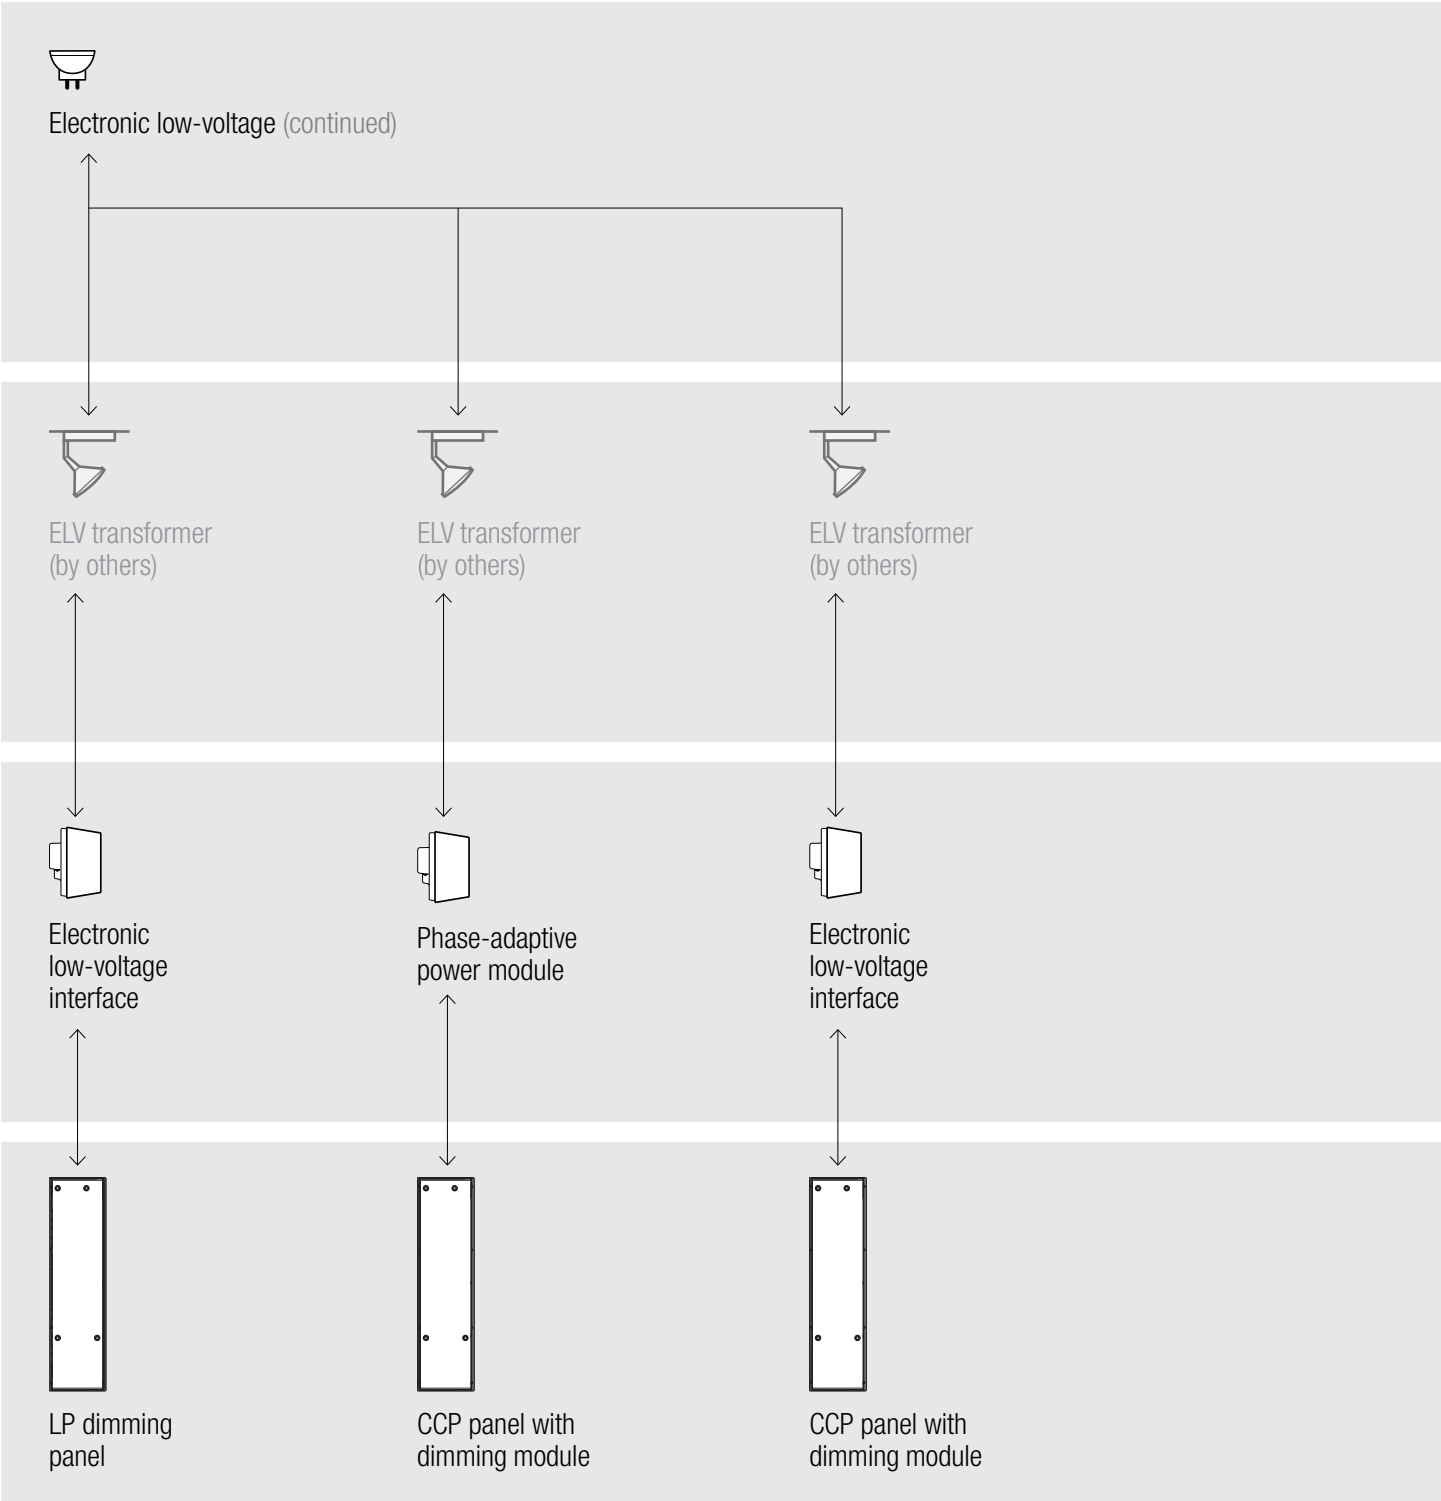 Electronic low-voltage (continued)
ELV transformer
(by others)
ELV transformer
(by others)
ELV transformer
(by others)
Electronic
low-voltage
interface
Phase-adaptive
power module
Electronic
low-voltage
interface
LP dimming
panel
CCP panel with
dimming module
CCP panel with
dimming module